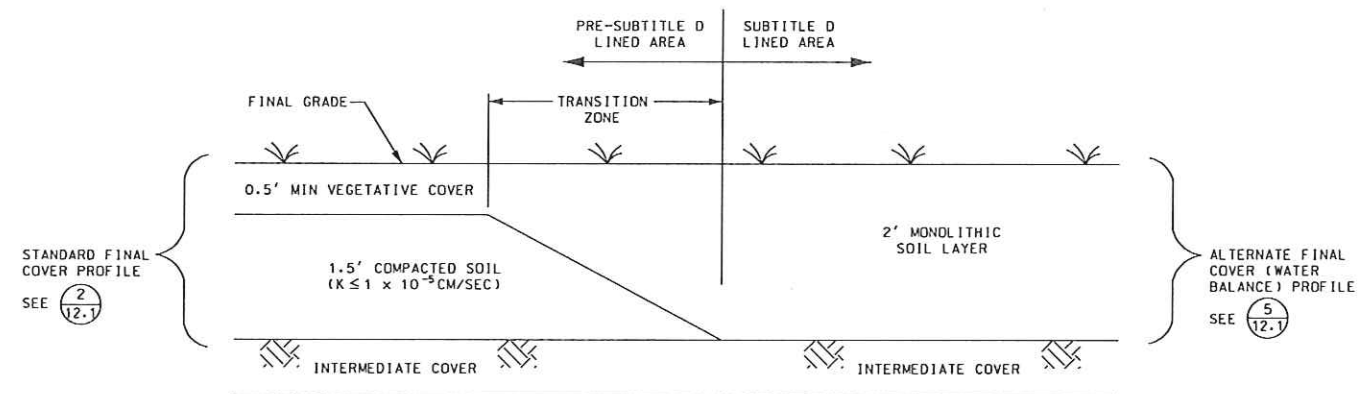 PRE-SUBTITLE D
LINED AREA
SUBTITLE D
LINED AREA
FINAL GRADE
TRANSITION
ZONE
0.5' MIN VEGETATIVE COVER
STANDARD FINAL
COVER PROFILE
SEE 2
12.1
1.5' COMPACTED SOIL
(K ≤ 1 x 10⁻⁵CM/SEC)
2' MONOLITHIC
SOIL LAYER
ALTERNATE FINAL
COVER (WATER
BALANCE) PROFILE
SEE 5
12.1
INTERMEDIATE COVER
INTERMEDIATE COVER